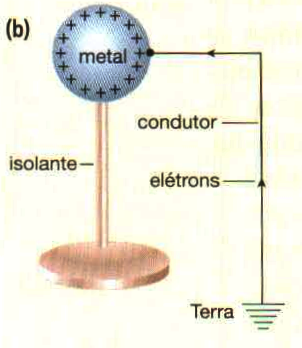 (b)
metal
condutor
isolante
elétrons
Terra